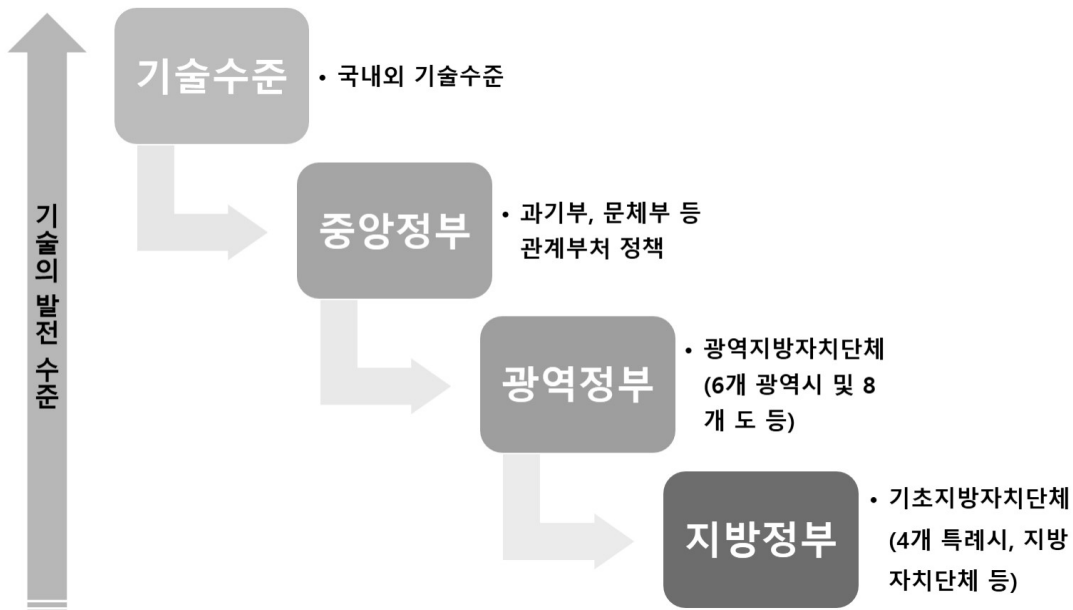 기술의 발전 수준
기술수준
• 국내외 기술수준
중앙정부
• 과기부, 문체부 등
관계부처 정책
광역정부
• 광역지방자치단체
(6개 광역시 및 8
개 도 등)
지방정부
• 기초지방자치단체
(4개 특례시, 지방
자치단체 등)